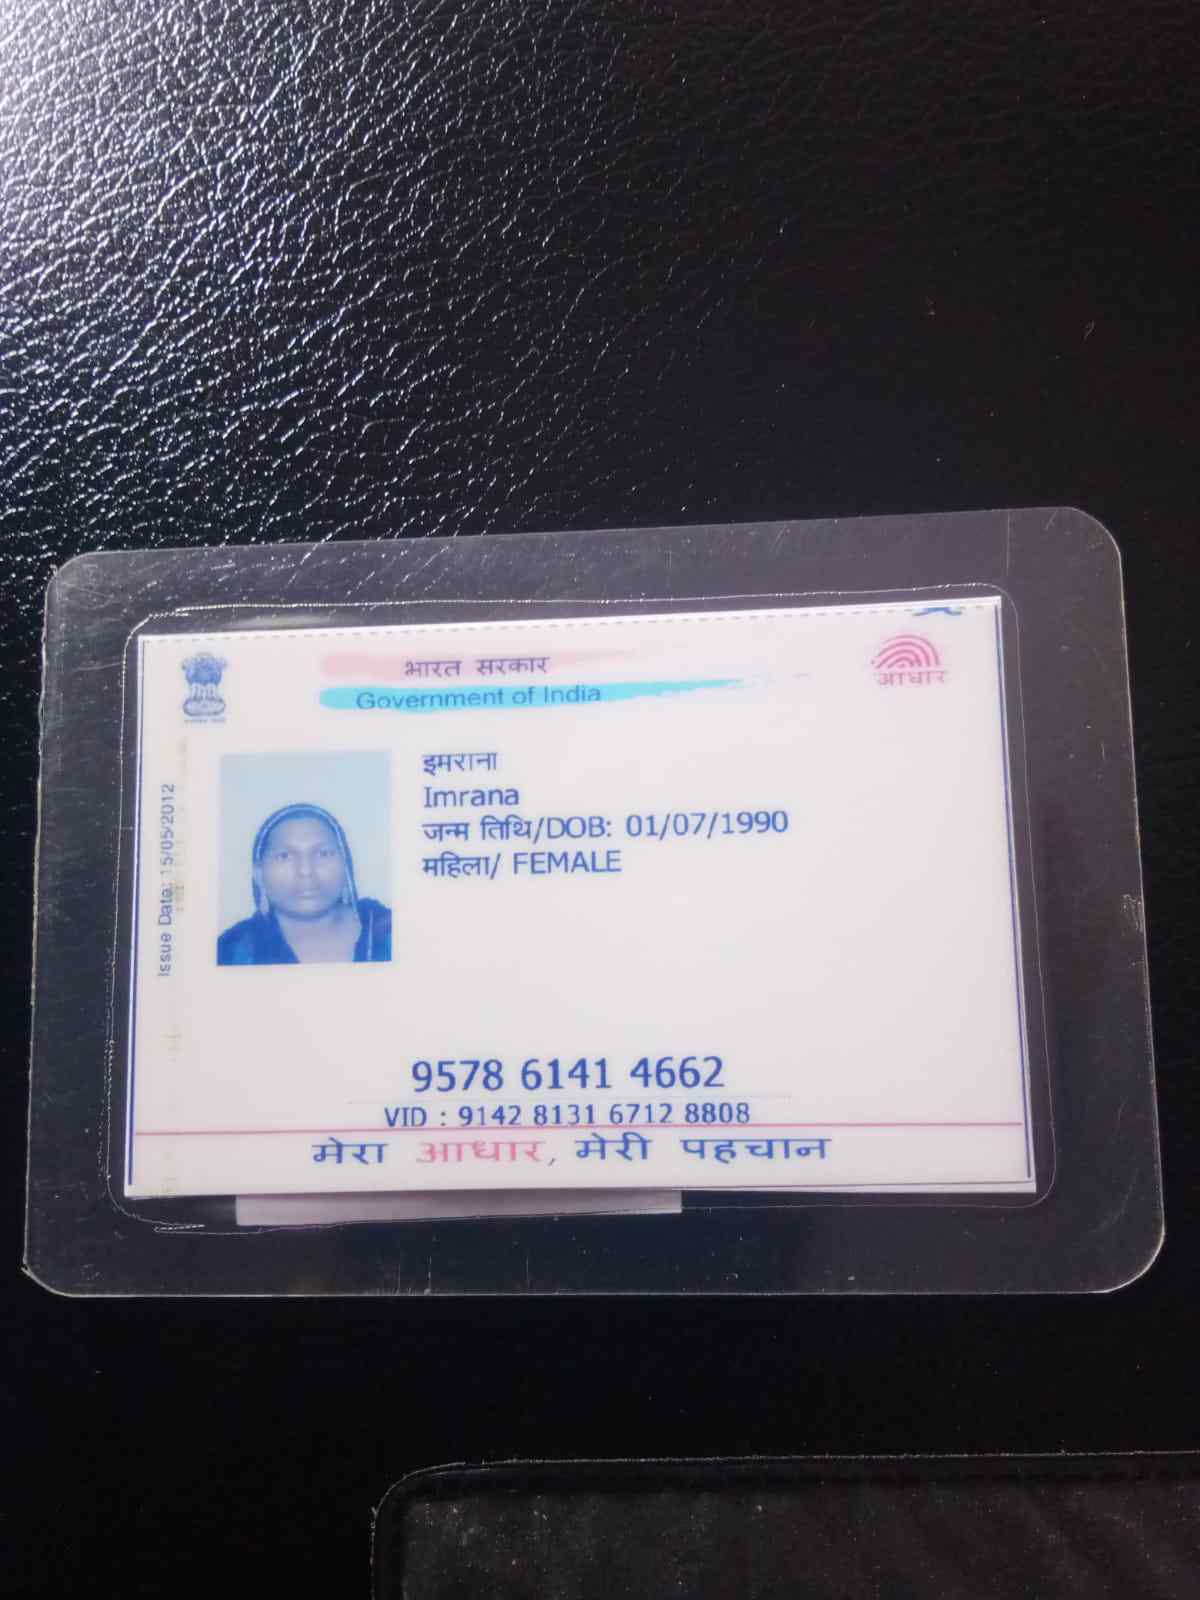 भारत सरकार
Government of India
आधार
Issue Date: 15/05/2012
इमराना
Imrana
जन्म तिथि/DOB: 01/07/1990
महिला/ FEMALE
9578 6141 4662
VID : 9142 8131 6712 8808
मेरा आधार, मेरी पहचान